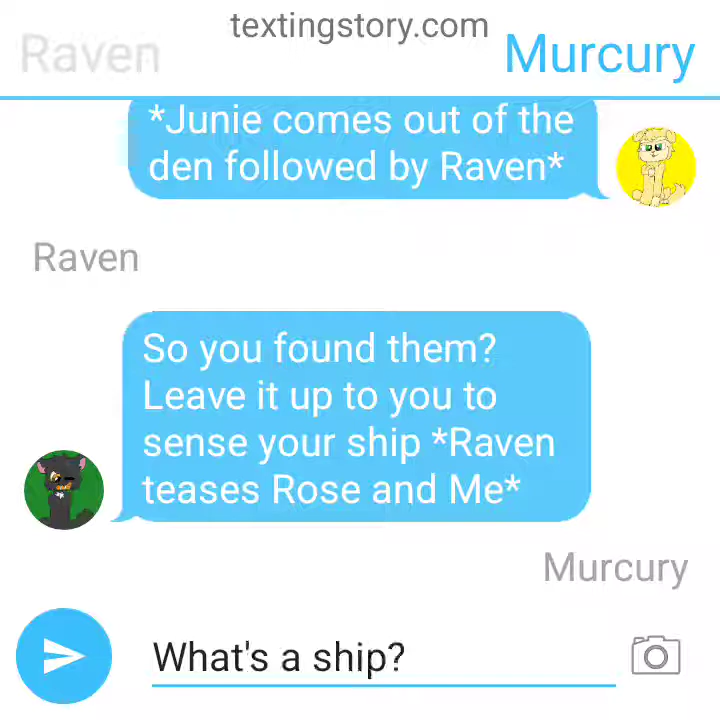 textingstory.com
Raven
Murcury
*Junie comes out of the
den followed by Raven*
Raven
So you found them?
Leave it up to you to
sense your ship *Raven
teases Rose and Me*
Murcury
What's a ship?